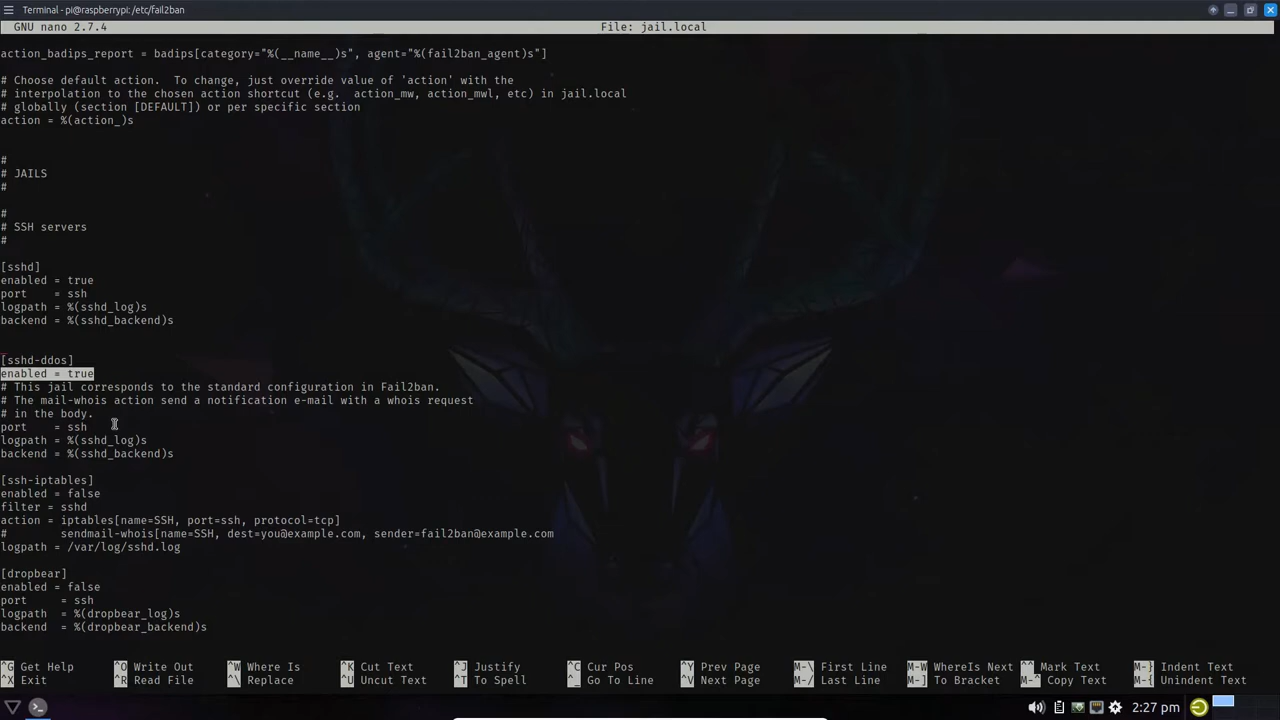 Terminal - pi@raspberrypi: /etc/fail2ban
GNU nano 2.7.4 File: jail.local
action_badips_report = badips[category="%(__name__)s", agent="%(fail2ban_agent)s"]
# Choose default action.  To change, just override value of 'action' with the
# interpolation to the chosen action shortcut (e.g.  action_mw, action_mwl, etc) in jail.local
# globally (section [DEFAULT]) or per specific section
action = %(action_)s
#
# JAILS
#
#
# SSH servers
#
[sshd]
enabled = true
port    = ssh
logpath = %(sshd_log)s
backend = %(sshd_backend)s
[sshd-ddos]
enabled = true
# This jail corresponds to the standard configuration in Fail2ban.
# The mail-whois action send a notification e-mail with a whois request
# in the body.
port    = ssh
logpath = %(sshd_log)s
backend = %(sshd_backend)s
[ssh-iptables]
enabled = false
filter = sshd
action = iptables[name=SSH, port=ssh, protocol=tcp]
#      sendmail-whois[name=SSH, dest=you@example.com, sender=fail2ban@example.com
logpath = /var/log/sshd.log
[dropbear]
enabled = false
port     = ssh
logpath  = %(dropbear_log)s
backend  = %(dropbear_backend)s
^G Get Help ^O Write Out ^W Where Is ^K Cut Text ^J Justify ^C Cur Pos ^Y Prev Page M-\ First Line M-W WhereIs Next ^^ Mark Text M-} Indent Text
^X Exit ^R Read File ^\ Replace ^U Uncut Text ^T To Spell ^_ Go To Line ^V Next Page M-/ Last Line M-] To Bracket M-^ Copy Text M-{ Unindent Text
2:27 pm